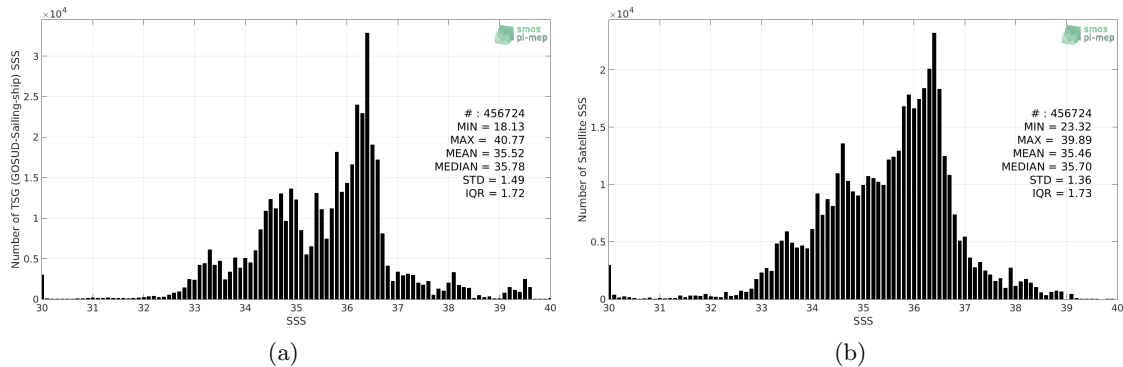 ×10⁴
smos
pi-mep
Number of TSG (GOSUD-Sailing-ship) SSS
3
2.5
2
1.5
1
0.5
0
# : 456724
MIN = 18.13
MAX = 40.77
MEAN = 35.52
MEDIAN = 35.78
STD = 1.49
IQR = 1.72
30 31 32 33 34 35 36 37 38 39 40
SSS
(a)
×10⁴
smos
pi-mep
Number of Satellite SSS
2
1.5
1
0.5
0
# : 456724
MIN = 23.32
MAX = 39.89
MEAN = 35.46
MEDIAN = 35.70
STD = 1.36
IQR = 1.73
30 31 32 33 34 35 36 37 38 39 40
SSS
(b)